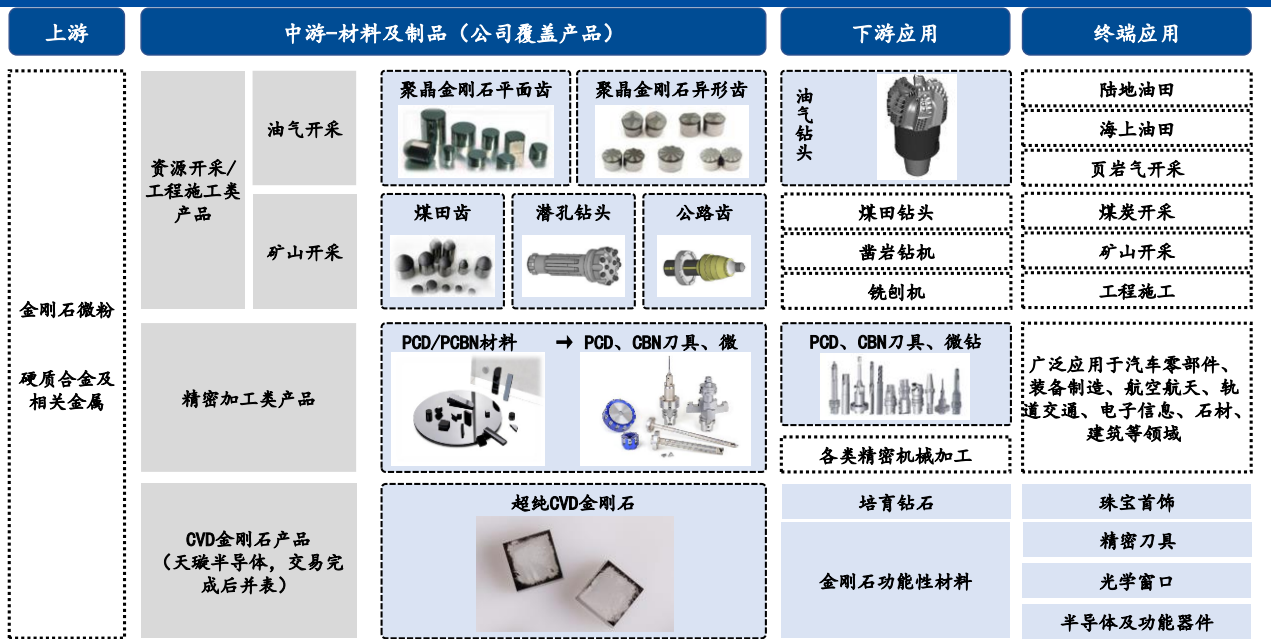 上游
中游-材料及制品（公司覆盖产品）
下游应用
终端应用
金刚石微粉
硬质合金及
相关金属
资源开采/
工程施工类
产品
油气开采
聚晶金刚石平面齿
聚晶金刚石异形齿
油
气
钻
头
陆地油田
海上油田
页岩气开采
矿山开采
煤田齿
潜孔钻头
公路齿
煤田钻头
凿岩钻机
铣刨机
煤炭开采
矿山开采
工程施工
精密加工类产品
PCD/PCBN材料
→ PCD、CBN刀具、微
PCD、CBN刀具、微钻
各类精密机械加工
广泛应用于汽车零部件、
装备制造、航空航天、轨
道交通、电子信息、石材、
建筑等领域
CVD金刚石产品
（天璇半导体，交易完
成后并表）
超纯CVD金刚石
培育钻石
金刚石功能性材料
珠宝首饰
精密刀具
光学窗口
半导体及功能器件